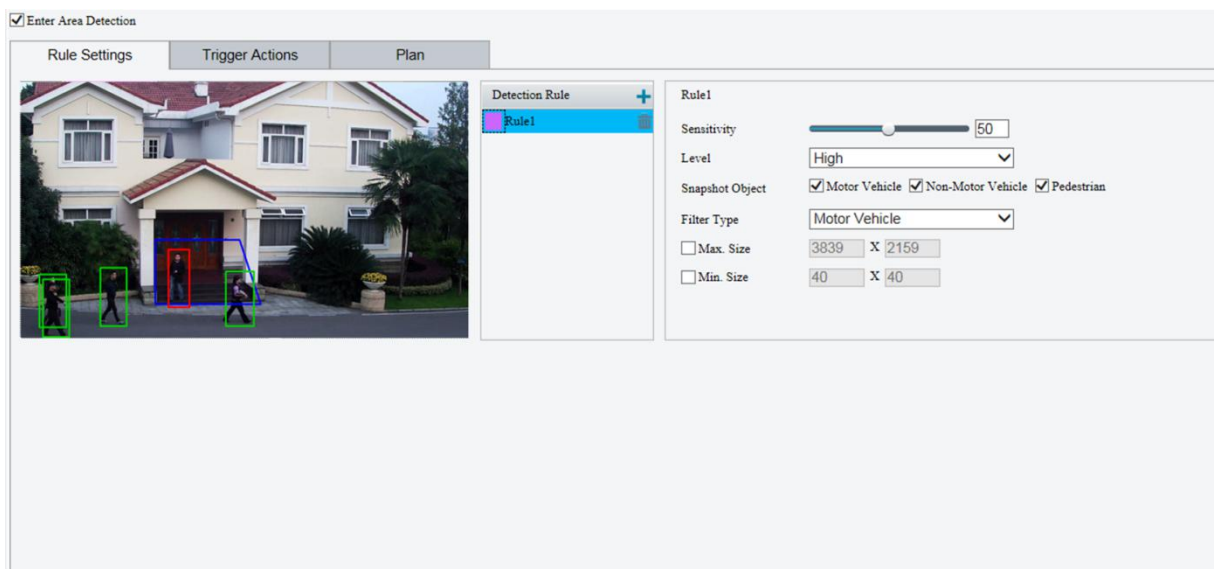 Enter Area Detection
Rule Settings Trigger Actions Plan
Detection Rule +
Rule1
Rule1
Sensitivity 50
Level High
Snapshot Object Motor Vehicle Non-Motor Vehicle Pedestrian
Filter Type Motor Vehicle
Max. Size 3839 X 2159
Min. Size 40 X 40